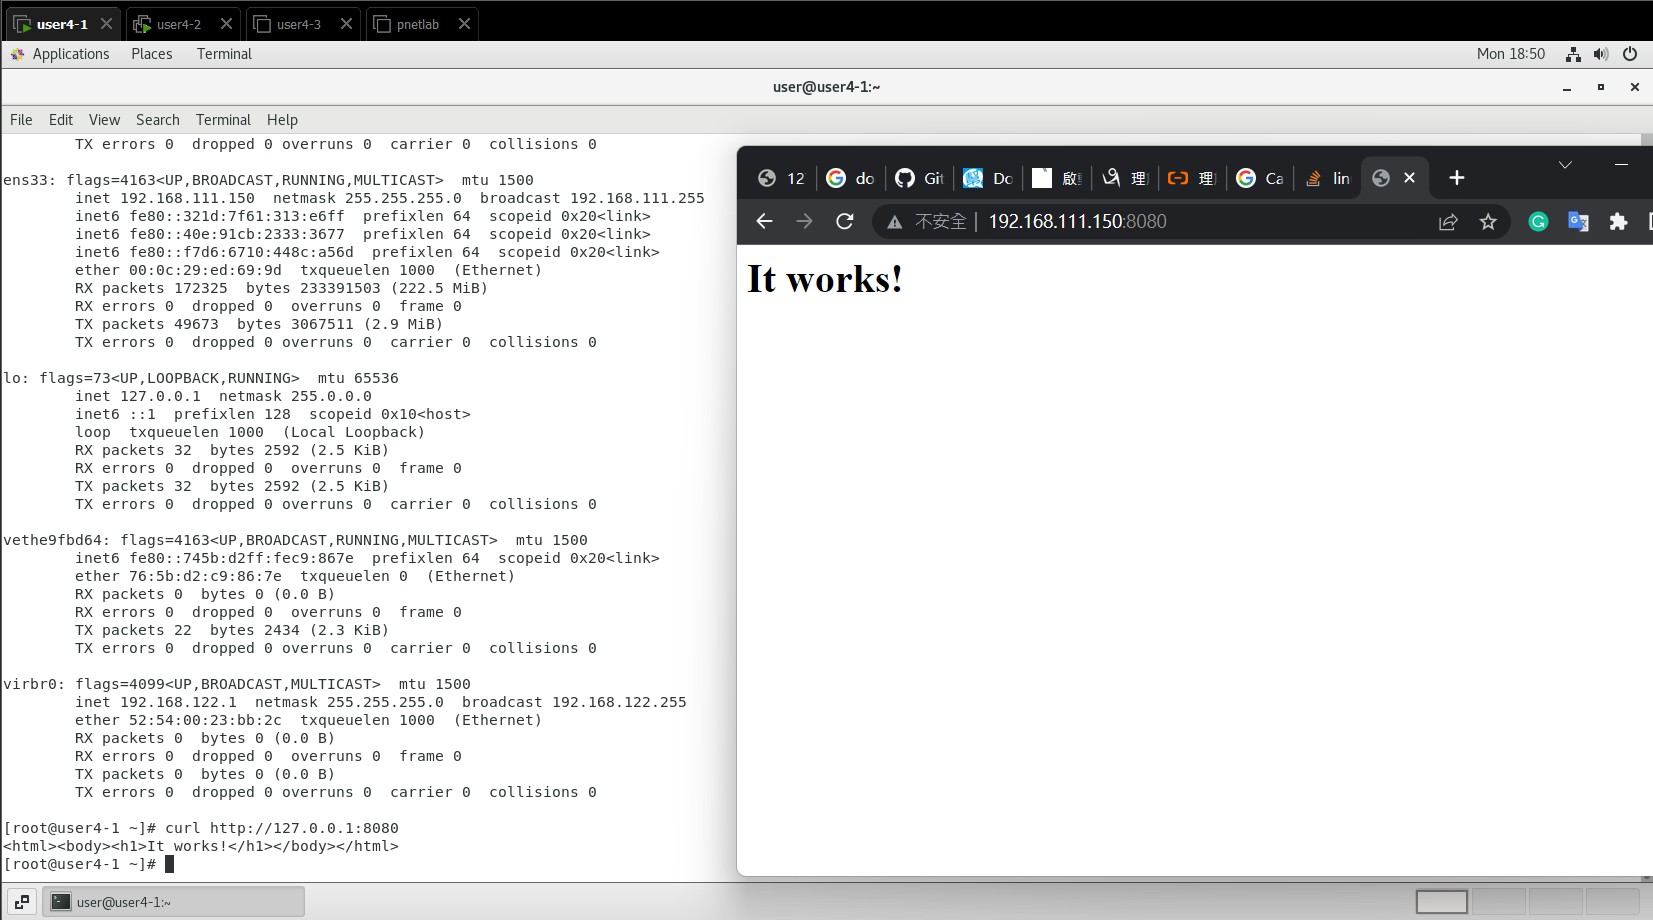 user4-1
user4-2
user4-3
pnetlab
Applications Places Terminal
Mon 18:50
user@user4-1:~
File Edit View Search Terminal Help
TX errors 0 dropped 0 overruns 0 carrier 0 collisions 0
ens33: flags=4163<UP,BROADCAST,RUNNING,MULTICAST> mtu 1500
inet 192.168.111.150 netmask 255.255.255.0 broadcast 192.168.111.255
inet6 fe80::321d:7f61:313:e6ff prefixlen 64 scopeid 0x20<link>
inet6 fe80::40e:91cb:2333:3677 prefixlen 64 scopeid 0x20<link>
inet6 fe80::f7d6:6710:448c:a56d prefixlen 64 scopeid 0x20<link>
ether 00:0c:29:ed:69:9d txqueuelen 1000 (Ethernet)
RX packets 172325 bytes 233391503 (222.5 MiB)
RX errors 0 dropped 0 overruns 0 frame 0
TX packets 49673 bytes 3067511 (2.9 MiB)
TX errors 0 dropped 0 overruns 0 carrier 0 collisions 0
lo: flags=73<UP,LOOPBACK,RUNNING> mtu 65536
inet 127.0.0.1 netmask 255.0.0.0
inet6 ::1 prefixlen 128 scopeid 0x10<host>
loop txqueuelen 1000 (Local Loopback)
RX packets 32 bytes 2592 (2.5 KiB)
RX errors 0 dropped 0 overruns 0 frame 0
TX packets 32 bytes 2592 (2.5 KiB)
TX errors 0 dropped 0 overruns 0 carrier 0 collisions 0
vethe9fbd64: flags=4163<UP,BROADCAST,RUNNING,MULTICAST> mtu 1500
inet6 fe80::745b:d2ff:fec9:867e prefixlen 64 scopeid 0x20<link>
ether 76:5b:d2:c9:86:7e txqueuelen 0 (Ethernet)
RX packets 0 bytes 0 (0.0 B)
RX errors 0 dropped 0 overruns 0 frame 0
TX packets 22 bytes 2434 (2.3 KiB)
TX errors 0 dropped 0 overruns 0 carrier 0 collisions 0
virbr0: flags=4099<UP,BROADCAST,MULTICAST> mtu 1500
inet 192.168.122.1 netmask 255.255.255.0 broadcast 192.168.122.255
ether 52:54:00:23:bb:2c txqueuelen 1000 (Ethernet)
RX packets 0 bytes 0 (0.0 B)
RX errors 0 dropped 0 overruns 0 frame 0
TX packets 0 bytes 0 (0.0 B)
TX errors 0 dropped 0 overruns 0 carrier 0 collisions 0
[root@user4-1 ~]# curl http://127.0.0.1:8080
<html><body><h1>It works!</h1></body></html>
[root@user4-1 ~]#
12 do Git Do 啟 理 理 Ca lin
不安全 192.168.111.150:8080
It works!
user@user4-1:~